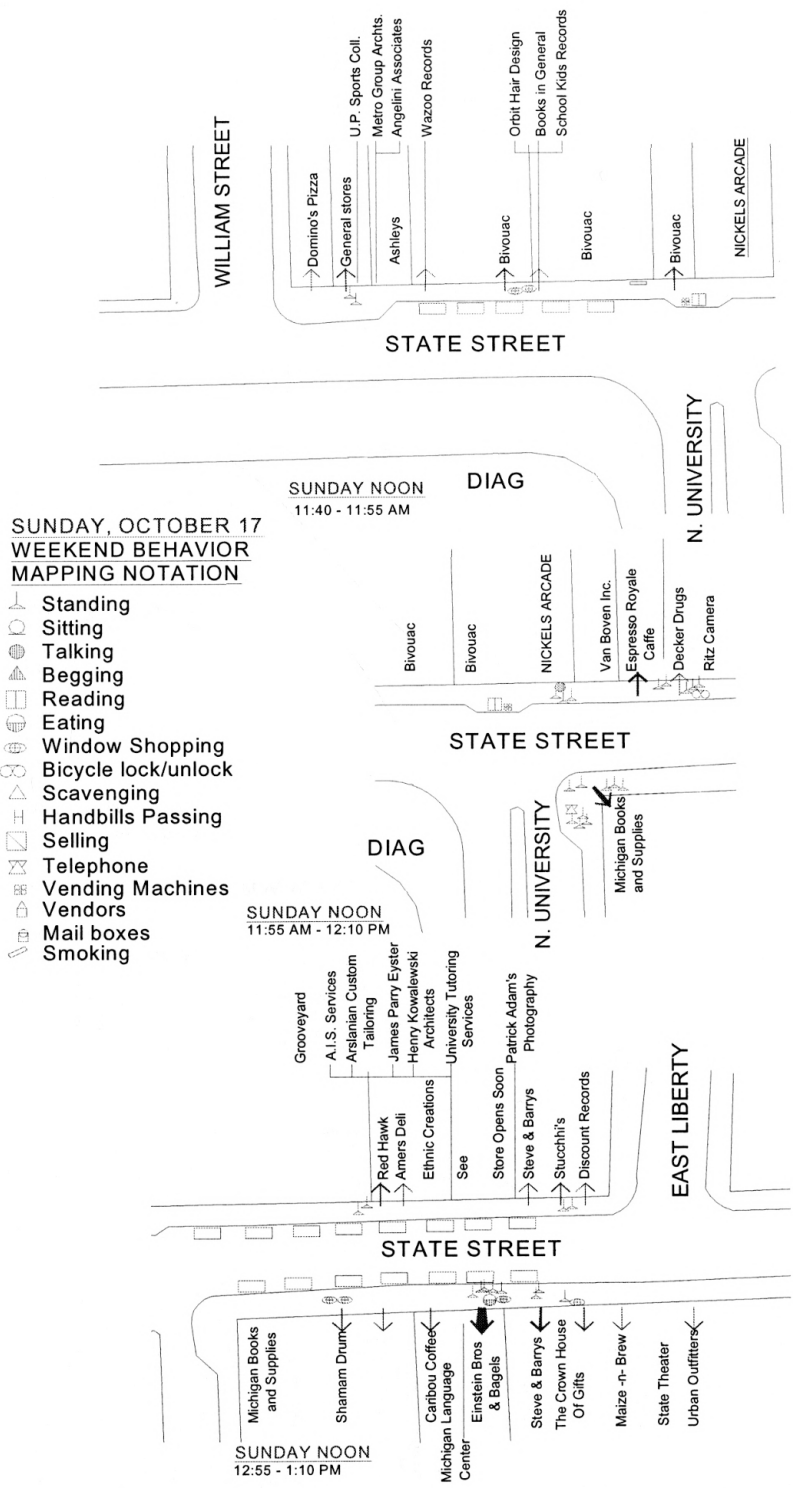 U.P. Sports Coll.
Metro Group Archts.
Angelini Associates
Wazoo Records
Orbit Hair Design
Books in General
School Kids Records
WILLIAM STREET
Domino's Pizza
General stores
Ashleys
Bivouac
Bivouac
Bivouac
NICKELS ARCADE
STATE STREET
N. UNIVERSITY
DIAG
SUNDAY NOON
11:40 - 11:55 AM
SUNDAY, OCTOBER 17
WEEKEND BEHAVIOR
MAPPING NOTATION
Standing
Sitting
Talking
Begging
Reading
Eating
Window Shopping
Bicycle lock/unlock
Scavenging
Handbills Passing
Selling
Telephone
Vending Machines
Vendors
Mail boxes
Smoking
Bivouac
Bivouac
NICKELS ARCADE
Van Boven Inc.
Espresso Royale
Caffe
Decker Drugs
Ritz Camera
STATE STREET
DIAG
N. UNIVERSITY
Michigan Books
and Supplies
SUNDAY NOON
11:55 AM - 12:10 PM
Grooveyard
A.I.S. Services
Arslanian Custom
Tailoring
James Parry Eyster
Henry Kowalewski
Architects
University Tutoring
Services
Patrick Adam's
Photography
Red Hawk
Amers Deli
Ethnic Creations
See
Store Opens Soon
Steve & Barrys
Stucchhi's
Discount Records
EAST LIBERTY
STATE STREET
Michigan Books
and Supplies
Shamam Drum
Caribou Coffee
Michigan Language
Center
Einstein Bros
& Bagels
Steve & Barrys
The Crown House
Of Gifts
Maize -n- Brew
State Theater
Urban Outfitters
SUNDAY NOON
12:55 - 1:10 PM